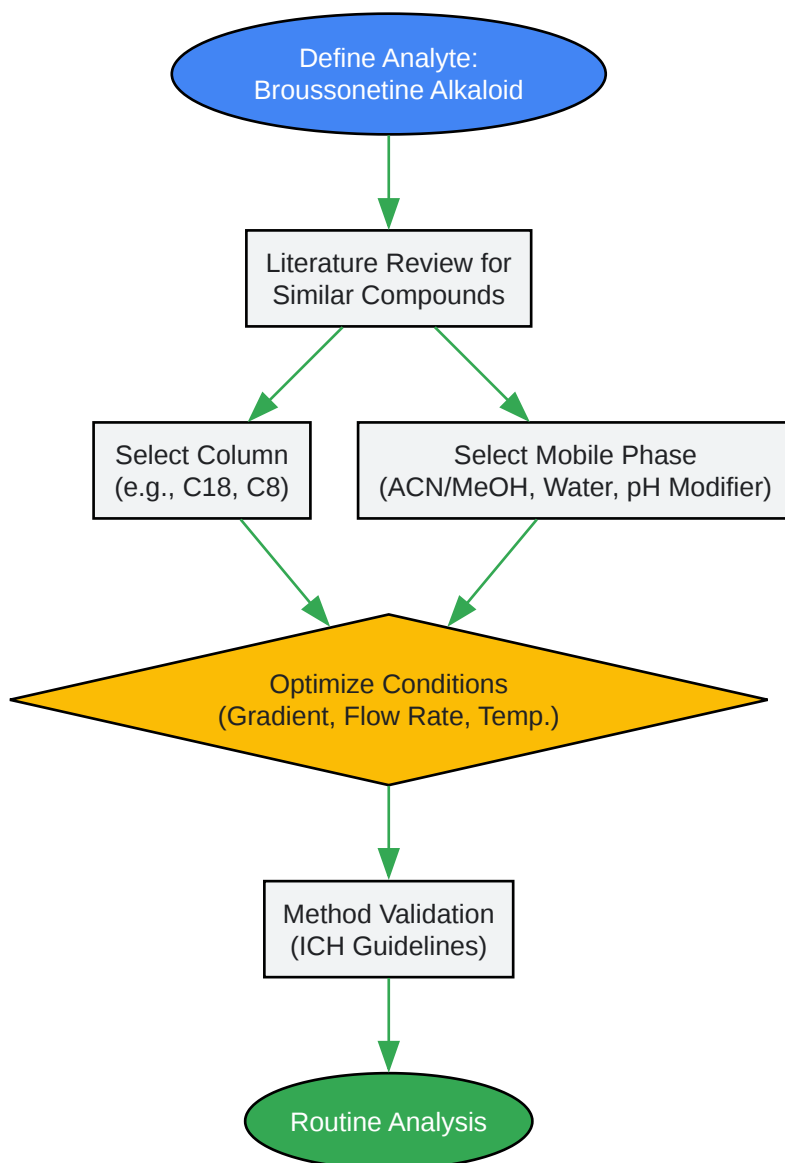 Define Analyte:
Broussonetine Alkaloid
Literature Review for
Similar Compounds
Select Column
(e.g., C18, C8)
Select Mobile Phase
(ACN/MeOH, Water, pH Modifier)
Optimize Conditions
(Gradient, Flow Rate, Temp.)
Method Validation
(ICH Guidelines)
Routine Analysis